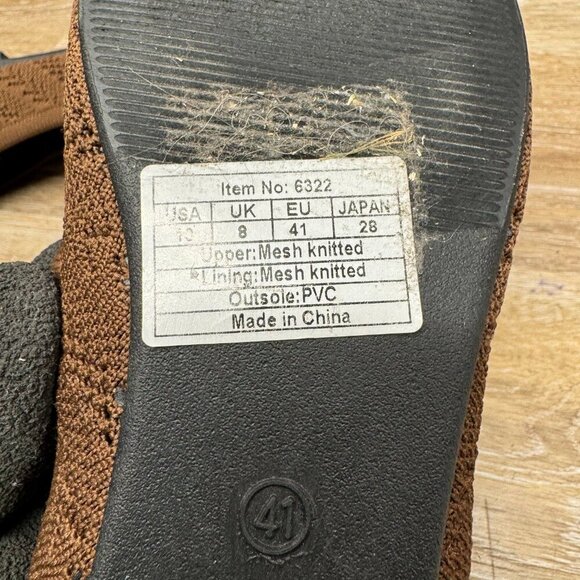 Item No: 6322
USA UK EU JAPAN
10 8 41 28
Upper:Mesh knitted
Lining:Mesh knitted
Outsole:PVC
Made in China
41